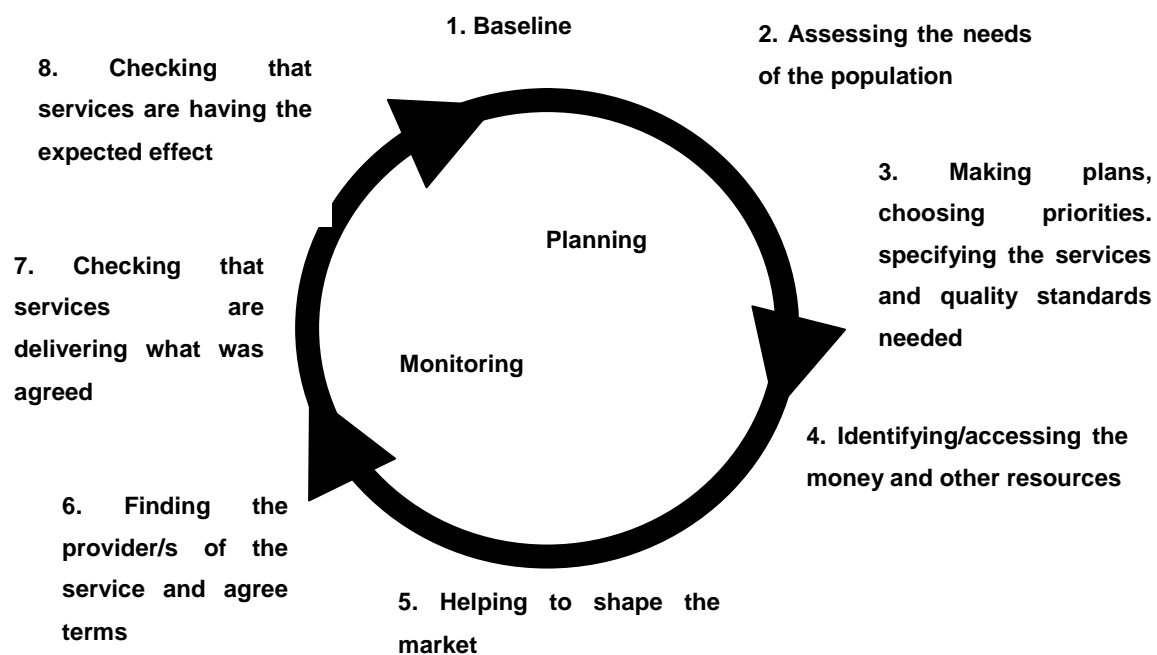 1. Baseline
2. Assessing the needs
of the population
3. Making plans,
choosing priorities.
specifying the services
and quality standards
needed
4. Identifying/accessing the
money and other resources
5. Helping to shape the
market
6. Finding the
provider/s of the
service and agree
terms
7. Checking that
services are
delivering what was
agreed
8. Checking that
services are having the
expected effect
Planning
Monitoring